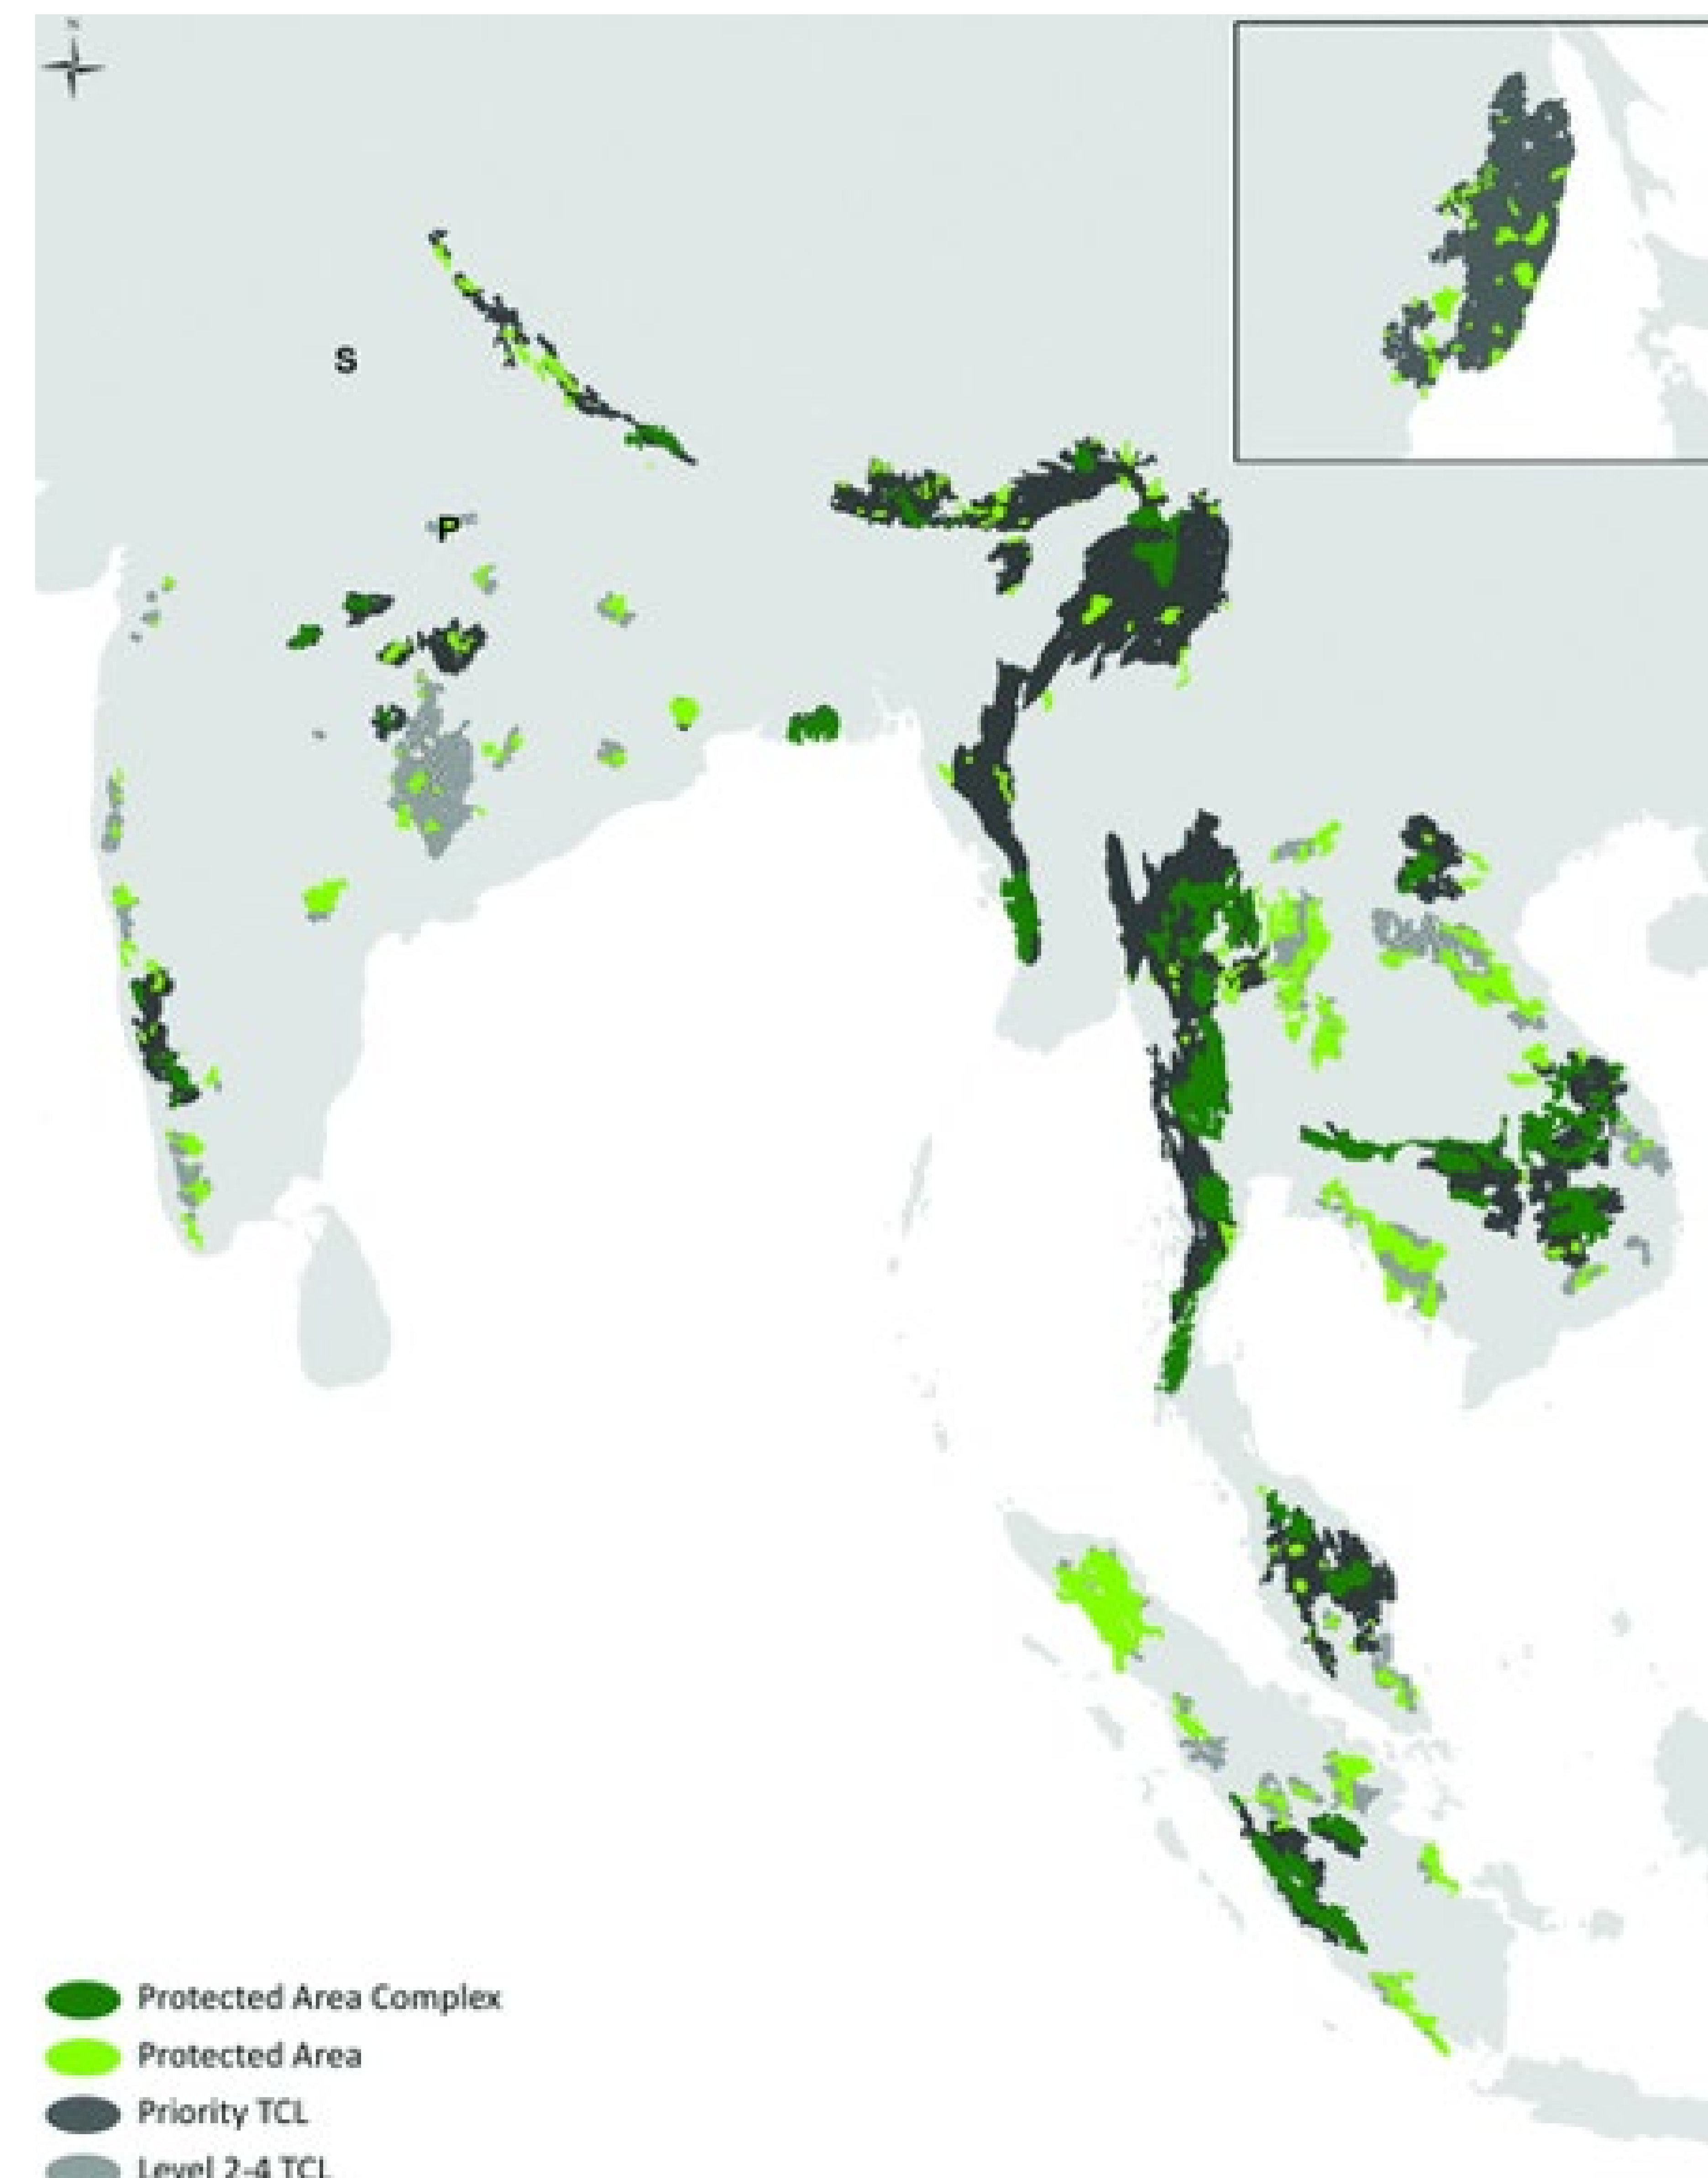 N
S
P
Protected Area Complex
Protected Area
Priority TCL
Level 2-4 TCL